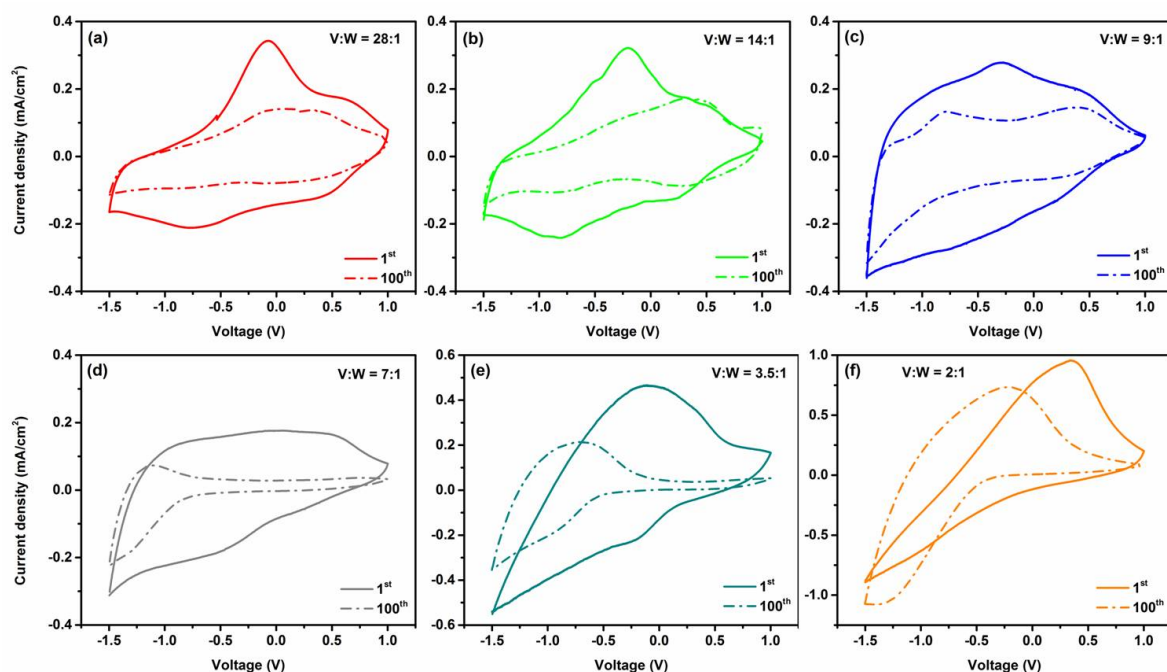 (a) V:W = 28:1
(b) V:W = 14:1
(c) V:W = 9:1
Current density (mA/cm²)
0.4
0.2
0.0
-0.2
-0.4
0.4
0.2
0.0
-0.2
-0.4
0.4
0.2
0.0
-0.2
-0.4
1st
100th
1st
100th
1st
100th
-1.5 -1.0 -0.5 0.0 0.5 1.0
-1.5 -1.0 -0.5 0.0 0.5 1.0
-1.5 -1.0 -0.5 0.0 0.5 1.0
Voltage (V)
Voltage (V)
Voltage (V)
(d) V:W = 7:1
(e) V:W = 3.5:1
(f) V:W = 2:1
Current density (mA/cm²)
0.4
0.2
0.0
-0.2
-0.4
0.6
0.4
0.2
0.0
-0.2
-0.4
-0.6
1.0
0.5
0.0
-0.5
-1.0
1st
100th
1st
100th
1st
100th
-1.5 -1.0 -0.5 0.0 0.5 1.0
-1.5 -1.0 -0.5 0.0 0.5 1.0
-1.5 -1.0 -0.5 0.0 0.5 1.0
Voltage (V)
Voltage (V)
Voltage (V)